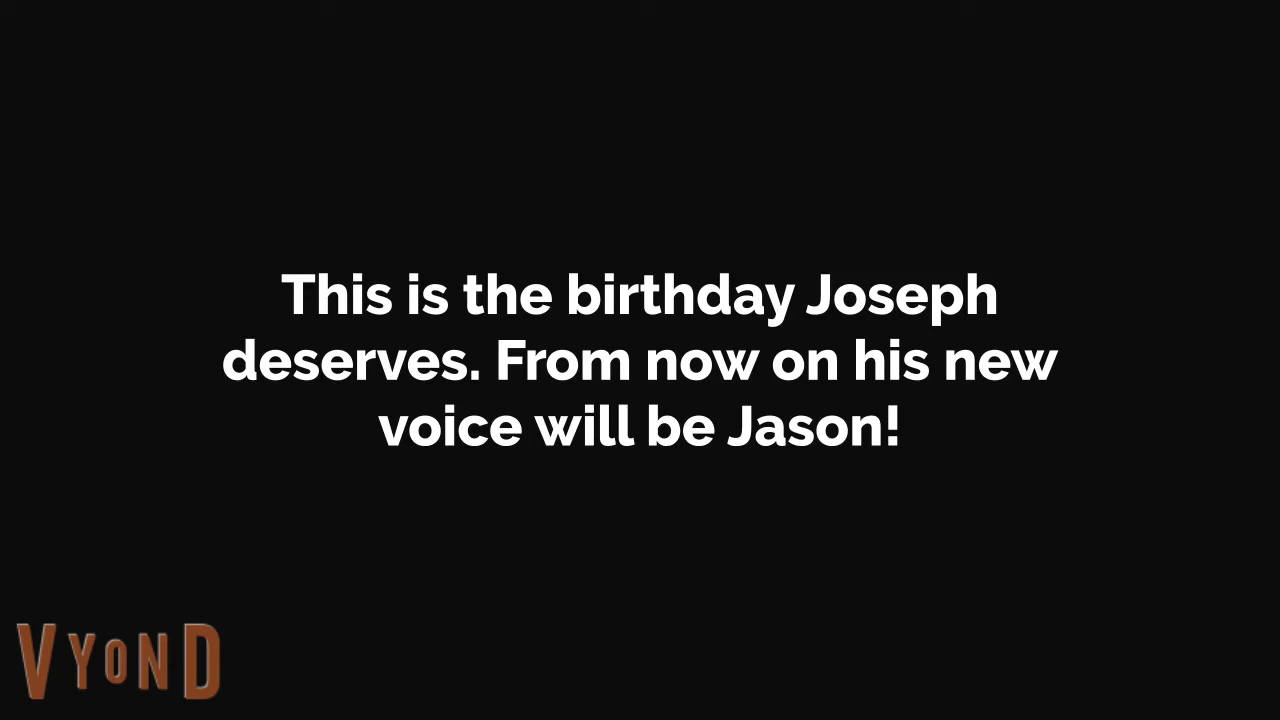 This is the birthday Joseph
deserves. From now on his new
voice will be Jason!
VYOND